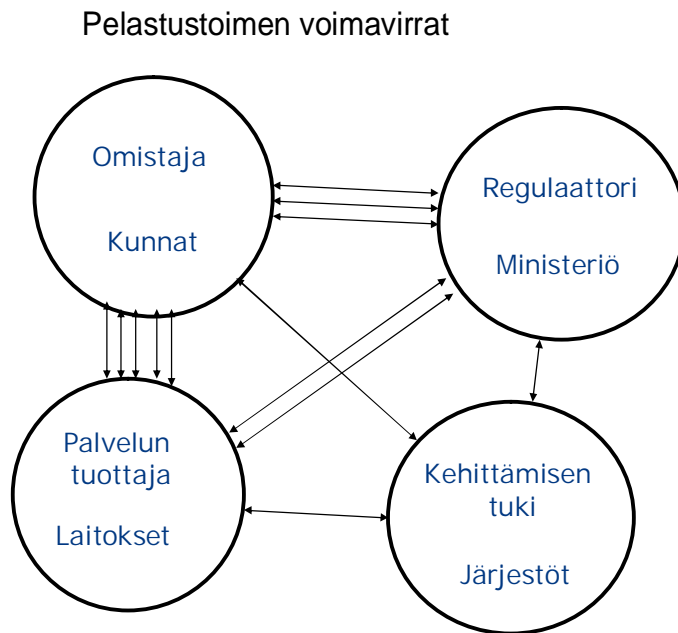 Pelastustoimen voimavirrat
Omistaja
Kunnat
Regulaattori
Ministeriö
Palvelun
tuottaja
Laitokset
Kehittämisen
tuki
Järjestöt